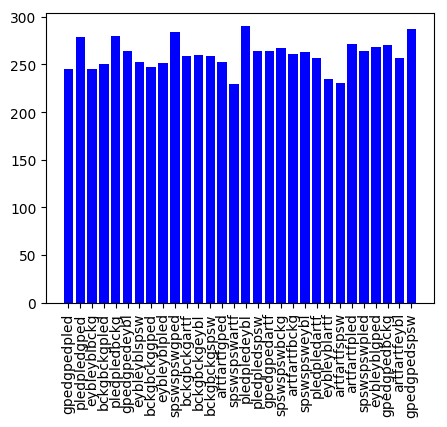 300
250
200
150
100
50
0
gpedgpedpled
pledpledgped
eybleyblbckg
bckgbckgpled
pledpledbckg
gpedgpedeybl
eybleyblspsw
bckgbckggped
eybleyblpled
spswspswgped
bckgbckgartf
bckgbckgeybl
bckgbckgspsw
artfartfgped
spswspswartf
pledpledeybl
pledpledspsw
gpedgpedartf
spswspswbckg
artfartfbckg
spswspsweybl
pledpledartf
eybleyblartf
artfartfspsw
artfartfpled
spswspswpled
eybleyblgped
gpedgpedbckg
artfartfeybl
gpedgpedspsw